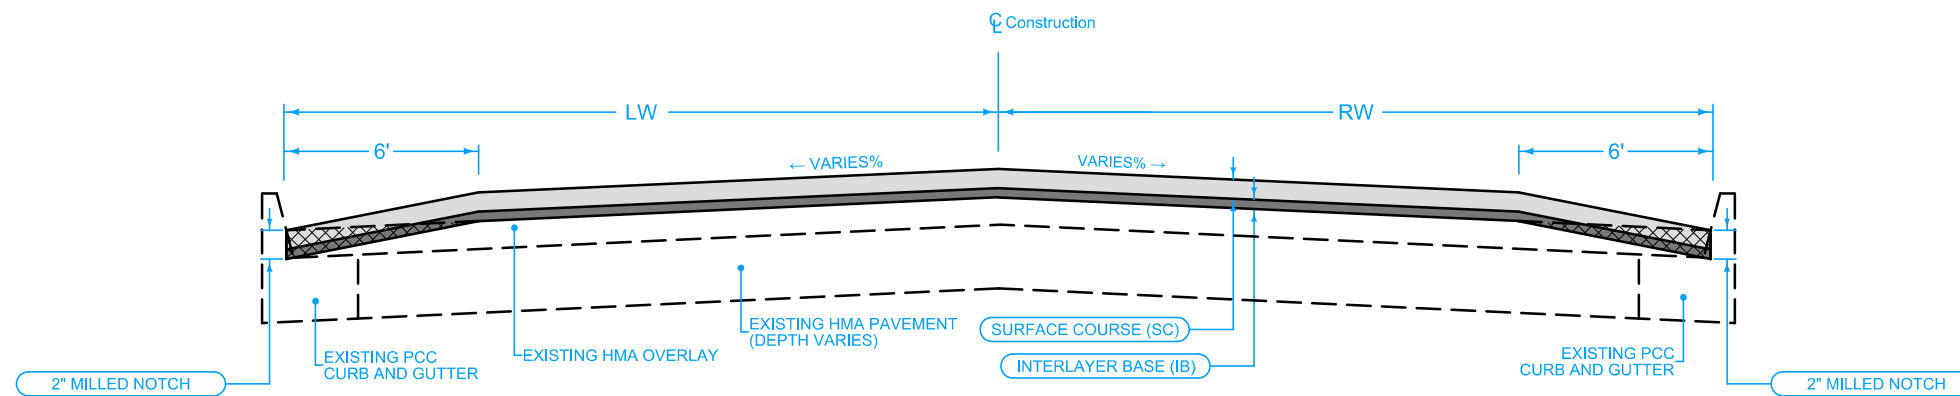 ℄ Construction
LW
RW
6'
6'
← VARIES%
VARIES% →
EXISTING HMA PAVEMENT
(DEPTH VARIES)
SURFACE COURSE (SC)
EXISTING PCC
CURB AND GUTTER
EXISTING HMA OVERLAY
INTERLAYER BASE (IB)
EXISTING PCC
CURB AND GUTTER
2" MILLED NOTCH
2" MILLED NOTCH